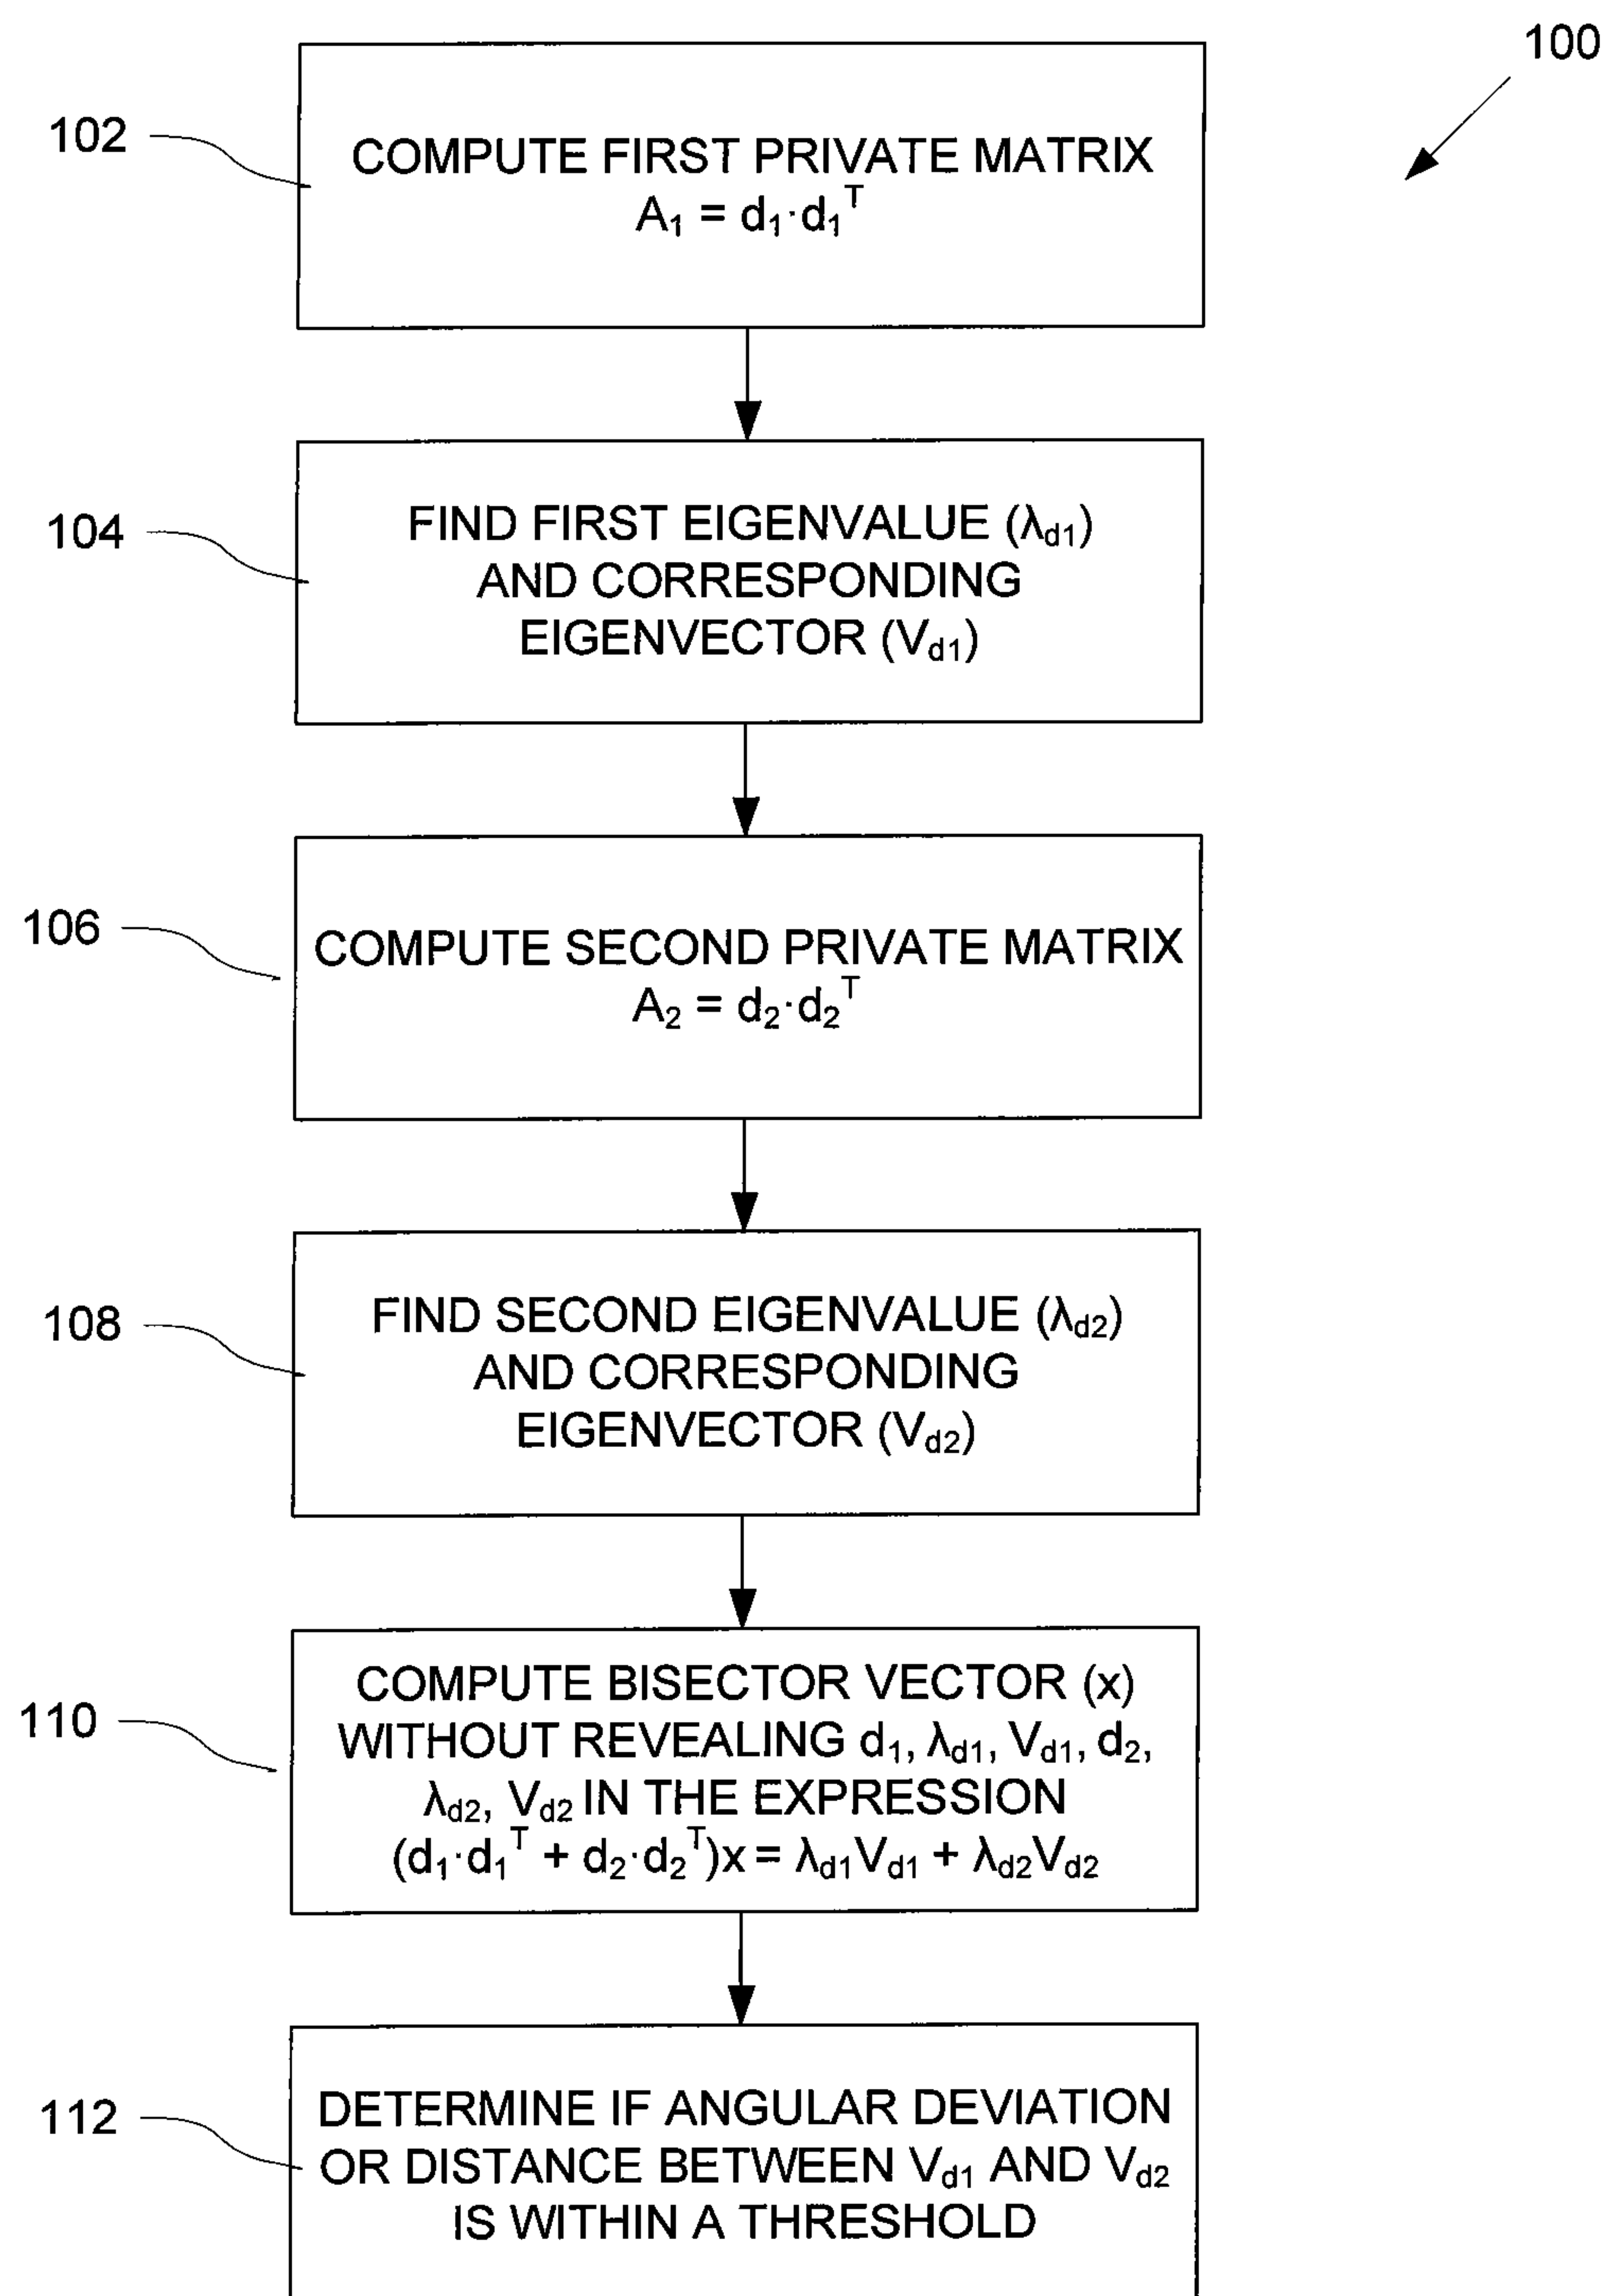 100
102
COMPUTE FIRST PRIVATE MATRIX
A₁ = d₁·d₁ᵀ
104
FIND FIRST EIGENVALUE (λd1)
AND CORRESPONDING
EIGENVECTOR (Vd1)
106
COMPUTE SECOND PRIVATE MATRIX
A₂ = d₂·d₂ᵀ
108
FIND SECOND EIGENVALUE (λd2)
AND CORRESPONDING
EIGENVECTOR (Vd2)
110
COMPUTE BISECTOR VECTOR (x)
WITHOUT REVEALING d₁, λd1, Vd1, d₂,
λd2, Vd2 IN THE EXPRESSION
(d₁·d₁ᵀ + d₂·d₂ᵀ)x = λd1Vd1 + λd2Vd2
112
DETERMINE IF ANGULAR DEVIATION
OR DISTANCE BETWEEN Vd1 AND Vd2
IS WITHIN A THRESHOLD